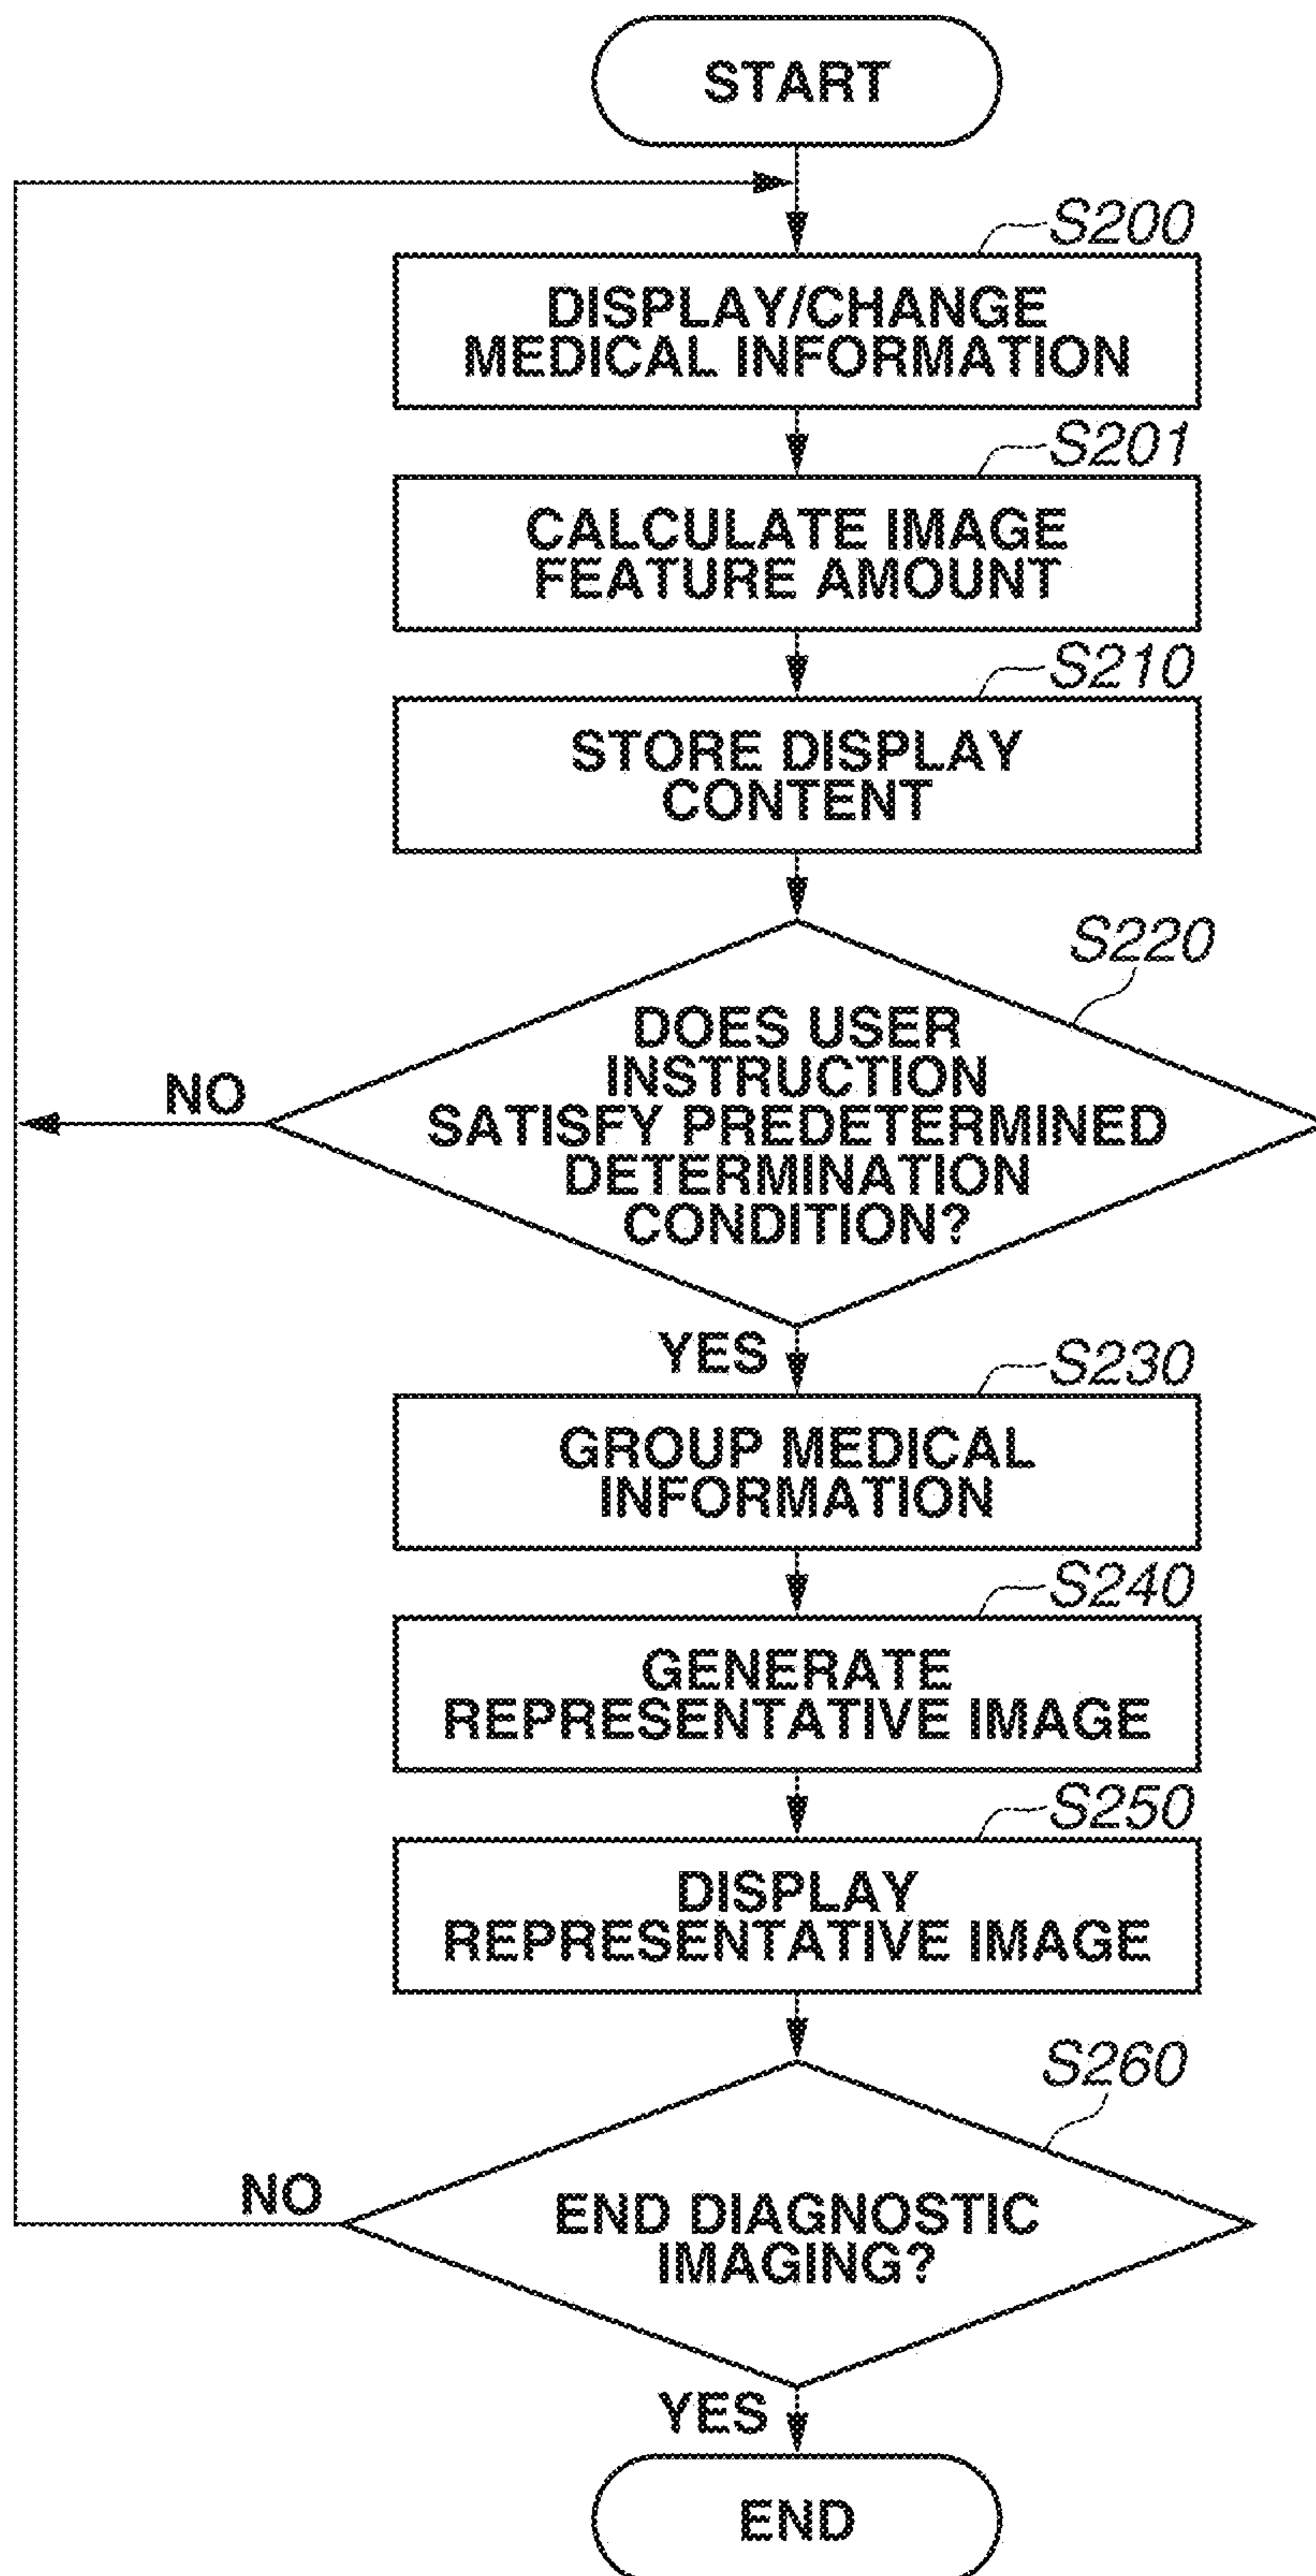 START
S200
DISPLAY/CHANGE
MEDICAL INFORMATION
S201
CALCULATE IMAGE
FEATURE AMOUNT
S210
STORE DISPLAY
CONTENT
S220
DOES USER
INSTRUCTION
SATISFY PREDETERMINED
DETERMINATION
CONDITION?
NO
YES
S230
GROUP MEDICAL
INFORMATION
S240
GENERATE
REPRESENTATIVE IMAGE
S250
DISPLAY
REPRESENTATIVE IMAGE
S260
END DIAGNOSTIC
IMAGING?
NO
YES
END